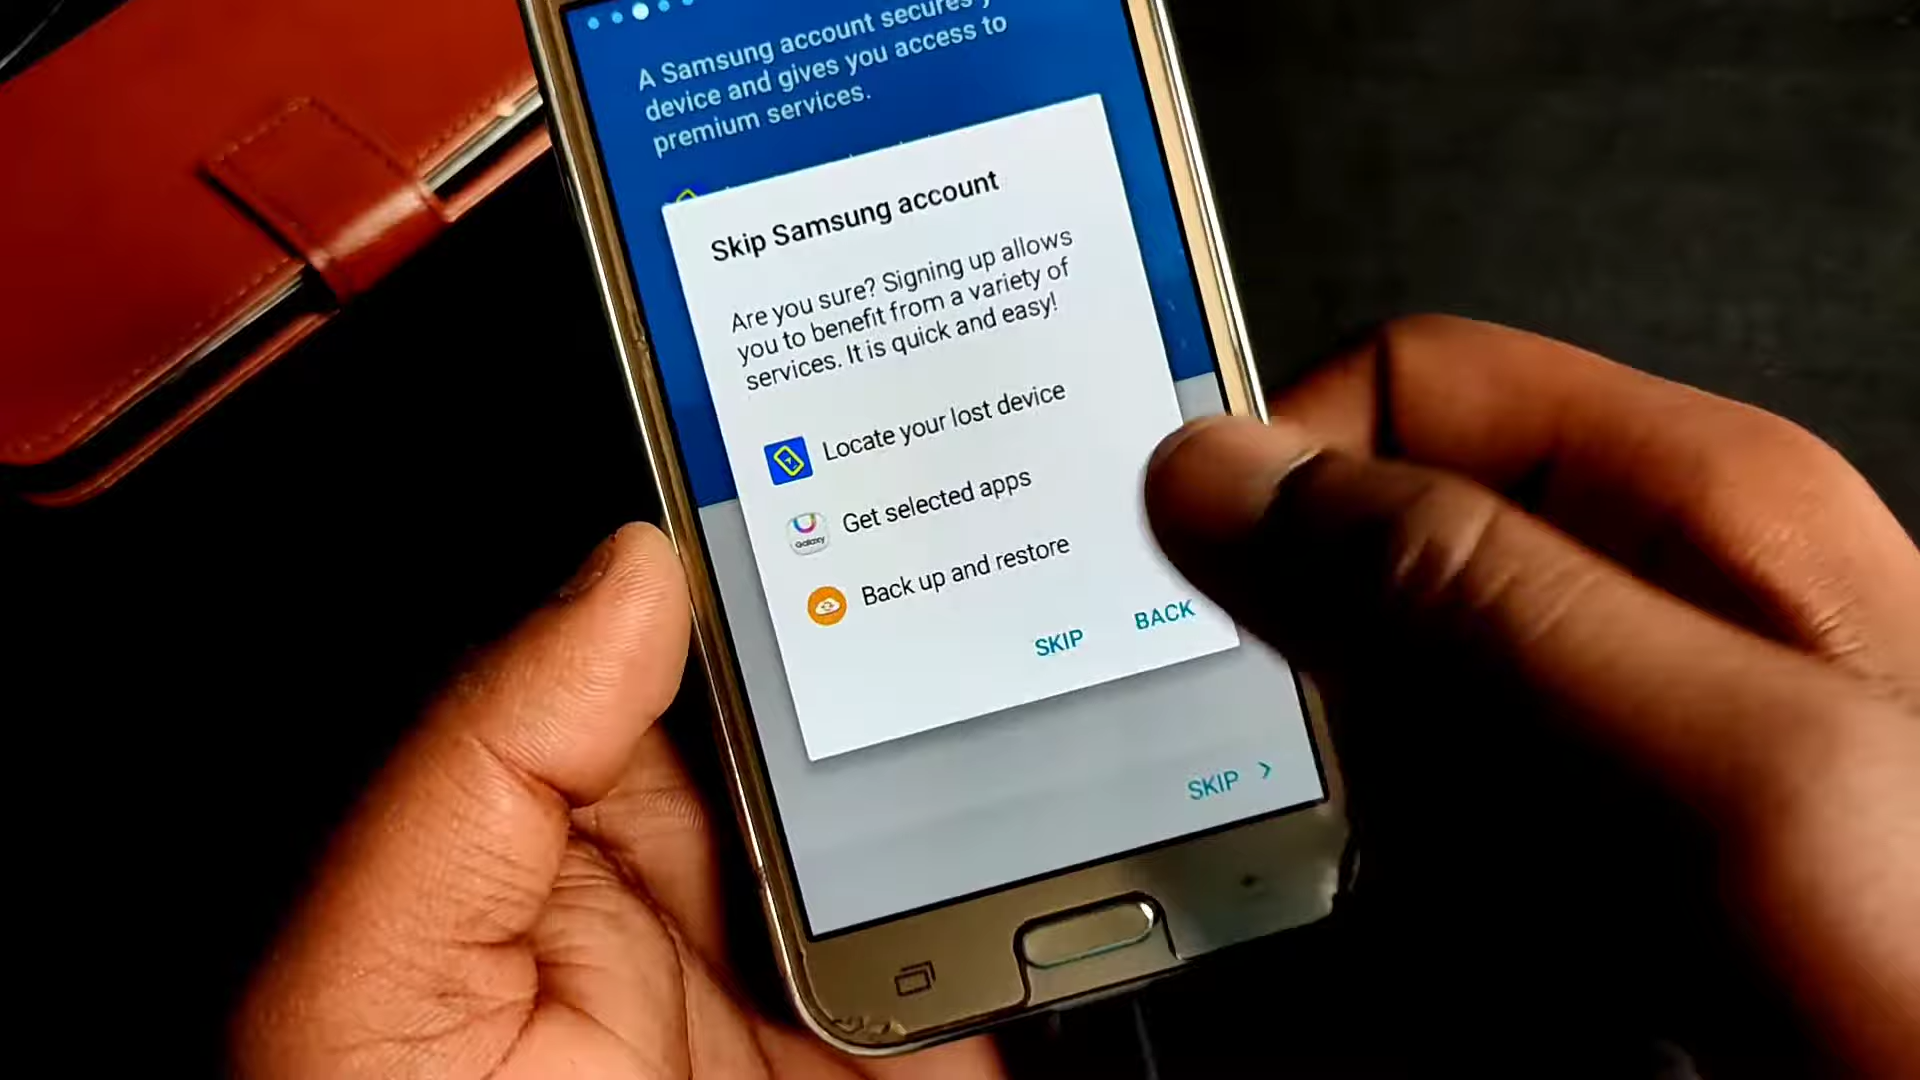 A Samsung account secures
device and gives you access to
premium services.
Skip Samsung account
Are you sure? Signing up allows
you to benefit from a variety of
services. It is quick and easy!
Locate your lost device
Galaxy
Get selected apps
Back up and restore
SKIP
BACK
SKIP >